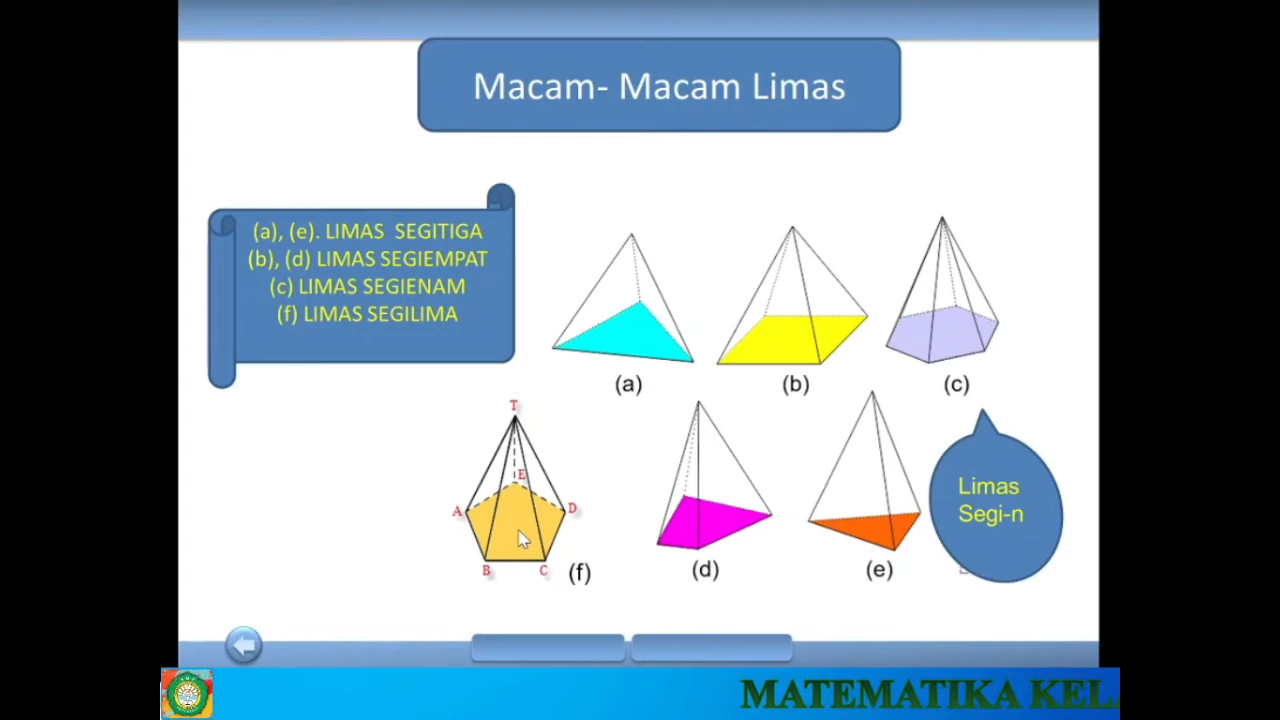 Macam- Macam Limas
(a), (e). LIMAS SEGITIGA
(b), (d) LIMAS SEGIEMPAT
(c) LIMAS SEGIENAM
(f) LIMAS SEGILIMA
(a)
(b)
(c)
T
E
A
D
B
C
(f)
(d)
(e)
Limas
Segi-n
MATEMATIKA KEL